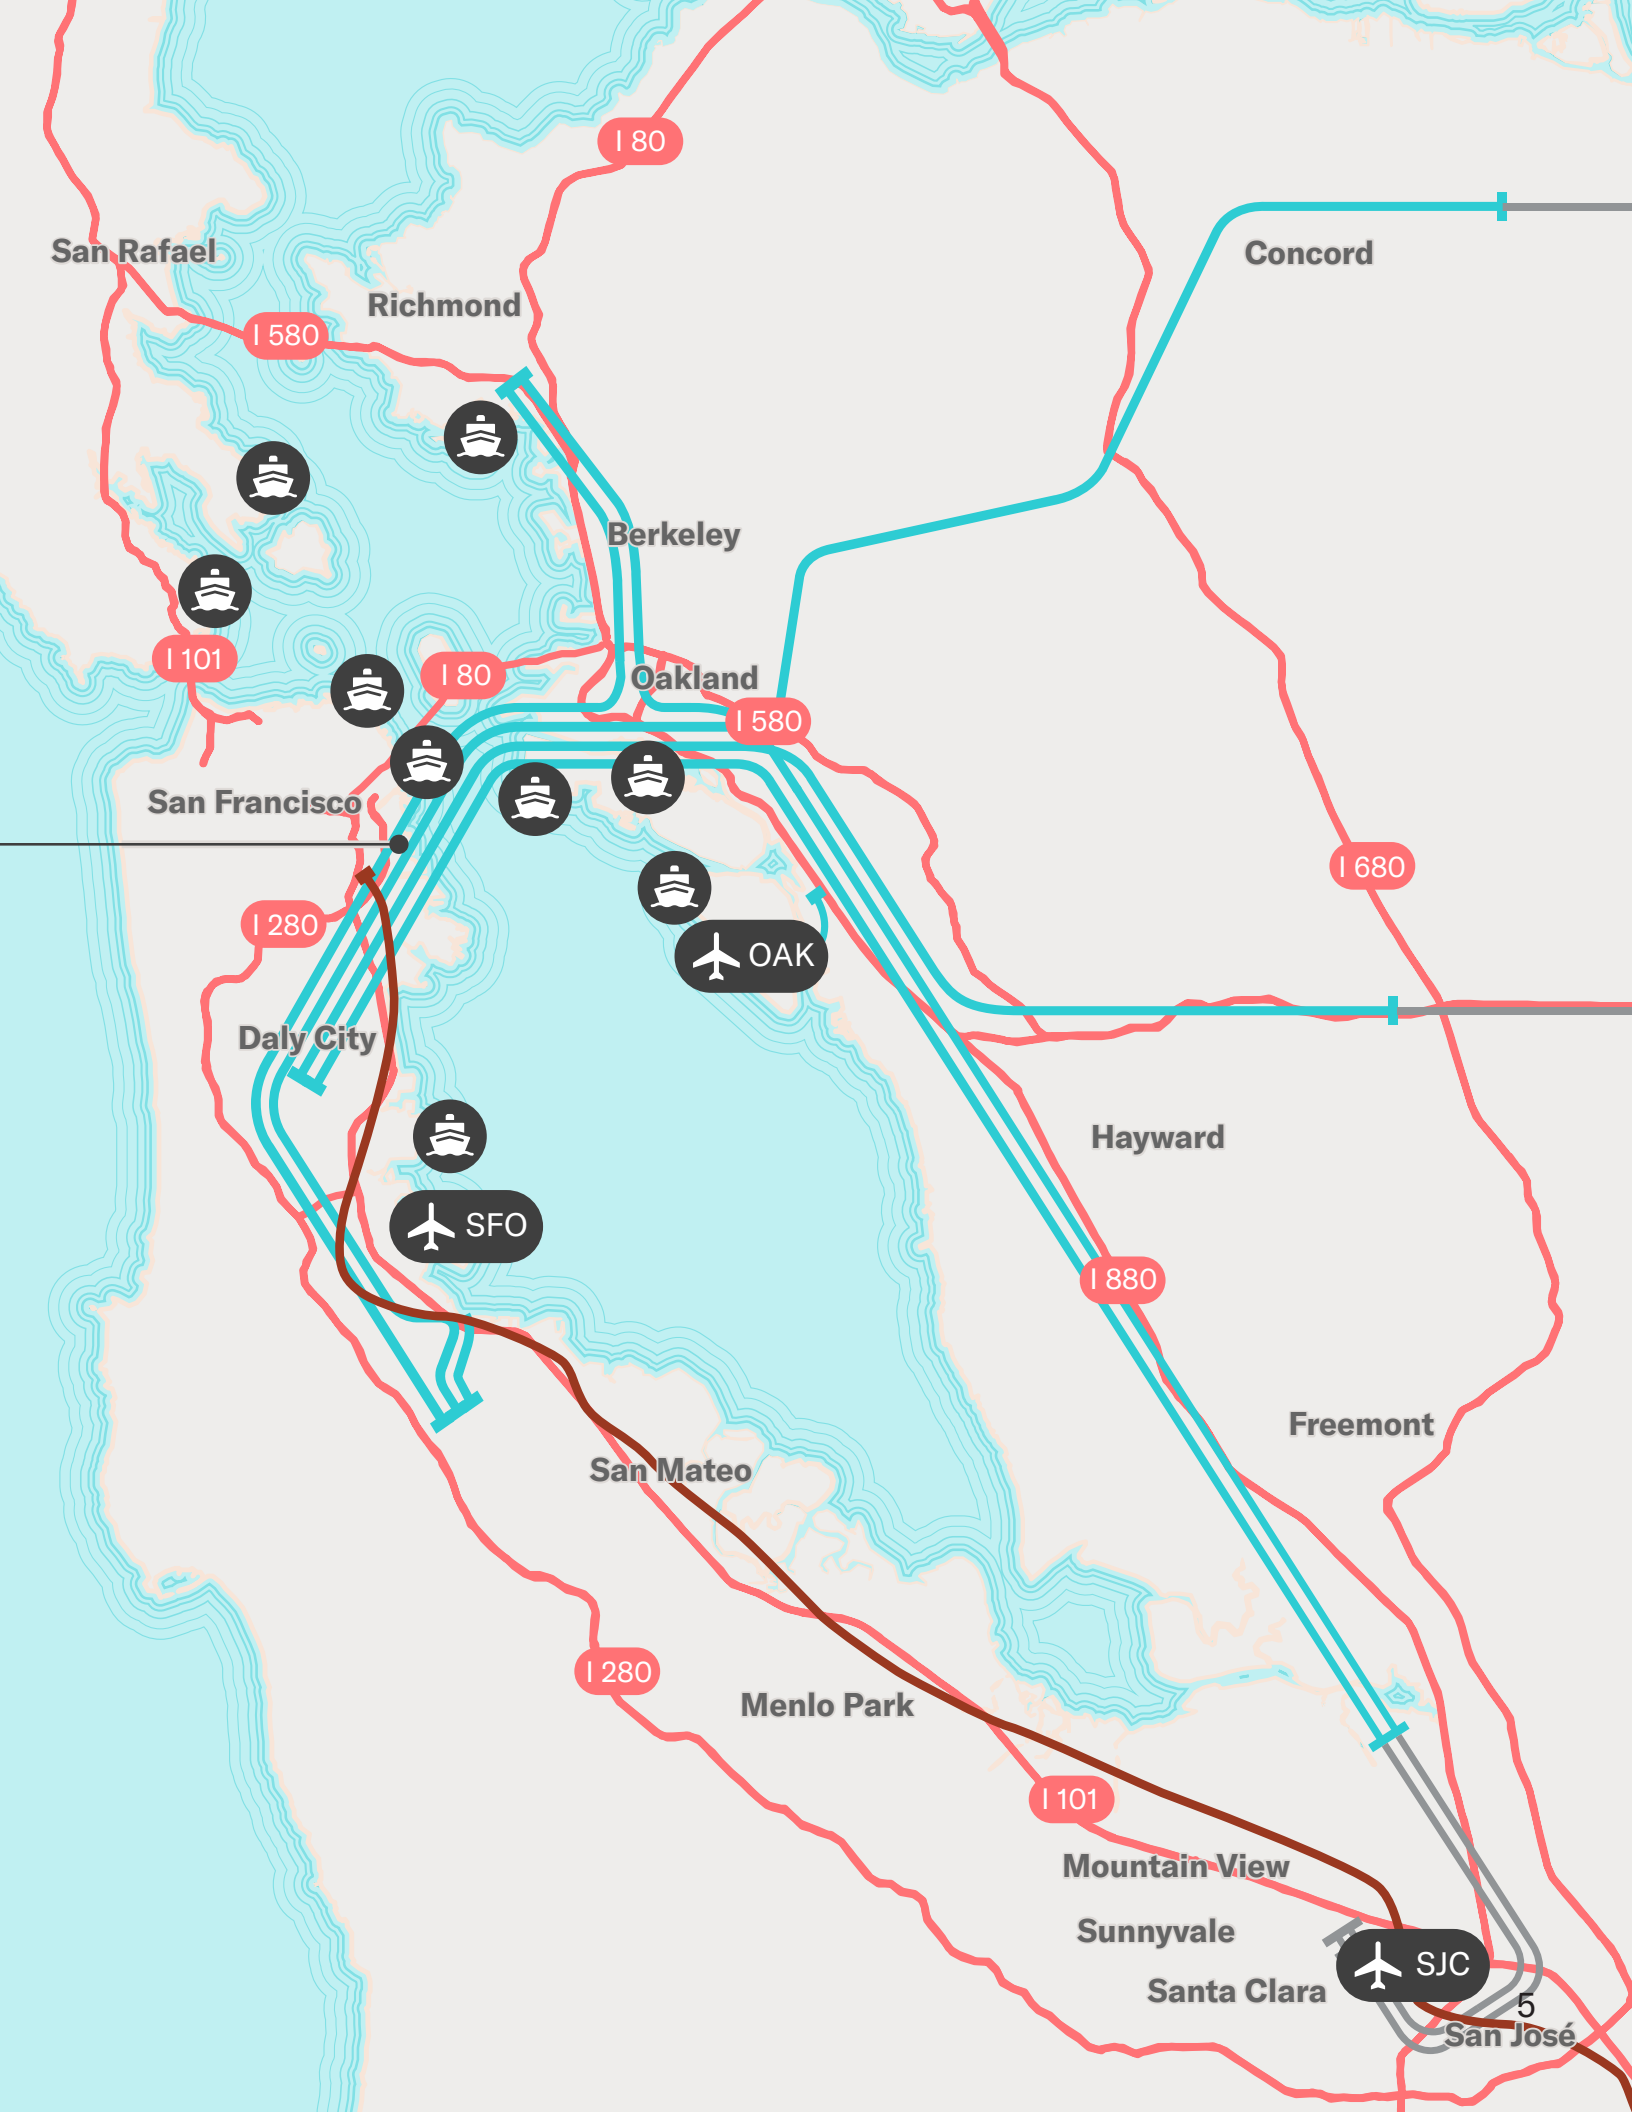 I 80
San Rafael
Concord
Richmond
I 580
Berkeley
I 101
I 80
Oakland
I 580
San Francisco
I 680
I 280
OAK
Daly City
Hayward
SFO
I 880
Freemont
San Mateo
I 280
Menlo Park
I 101
Mountain View
Sunnyvale
SJC
Santa Clara
5
San José